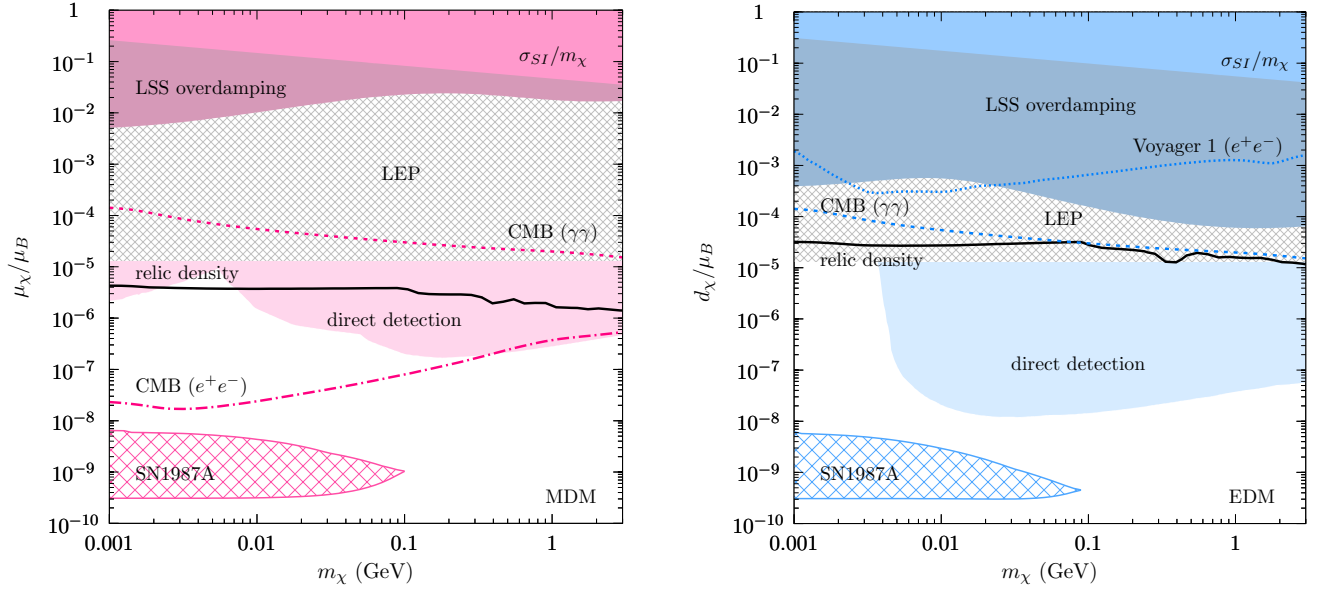 1
10⁻¹
10⁻²
10⁻³
10⁻⁴
10⁻⁵
10⁻⁶
10⁻⁷
10⁻⁸
10⁻⁹
10⁻¹⁰
μχ/μB
σSI/mχ
LSS overdamping
LEP
CMB (γγ)
relic density
direct detection
CMB (e⁺e⁻)
SN1987A
MDM
0.001 0.01 0.1 1
mχ (GeV)
1
10⁻¹
10⁻²
10⁻³
10⁻⁴
10⁻⁵
10⁻⁶
10⁻⁷
10⁻⁸
10⁻⁹
10⁻¹⁰
dχ/μB
σSI/mχ
LSS overdamping
Voyager 1 (e⁺e⁻)
CMB (γγ)
LEP
relic density
direct detection
SN1987A
EDM
0.001 0.01 0.1 1
mχ (GeV)